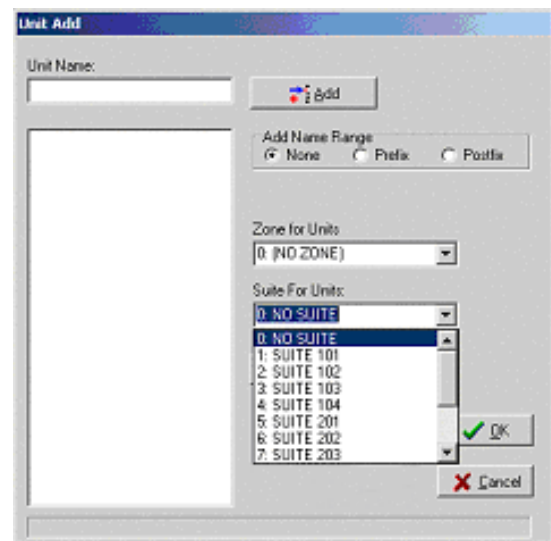 Unit Add
Unit Name:
Add
Add Name Range
None Prefix Postfix
Zone for Units
0: (NO ZONE)
Suite For Units:
0: NO SUITE
0: NO SUITE
1: SUITE 101
2: SUITE 102
3: SUITE 103
4: SUITE 104
5: SUITE 201
6: SUITE 202
7: SUITE 203
OK
Cancel